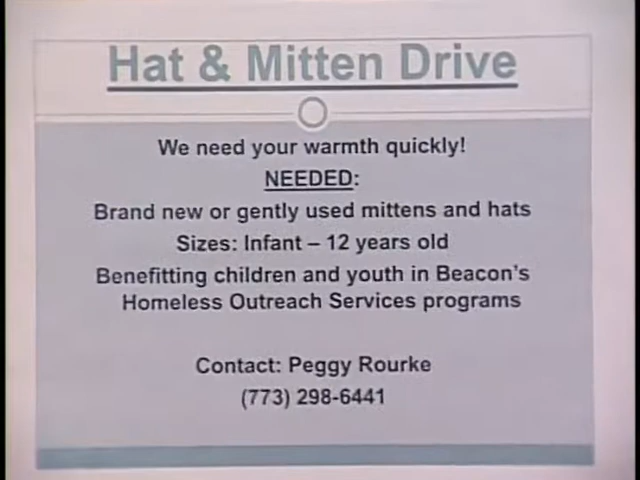 Hat & Mitten Drive
We need your warmth quickly!
NEEDED:
Brand new or gently used mittens and hats
Sizes: Infant – 12 years old
Benefitting children and youth in Beacon's
Homeless Outreach Services programs
Contact: Peggy Rourke
(773) 298-6441